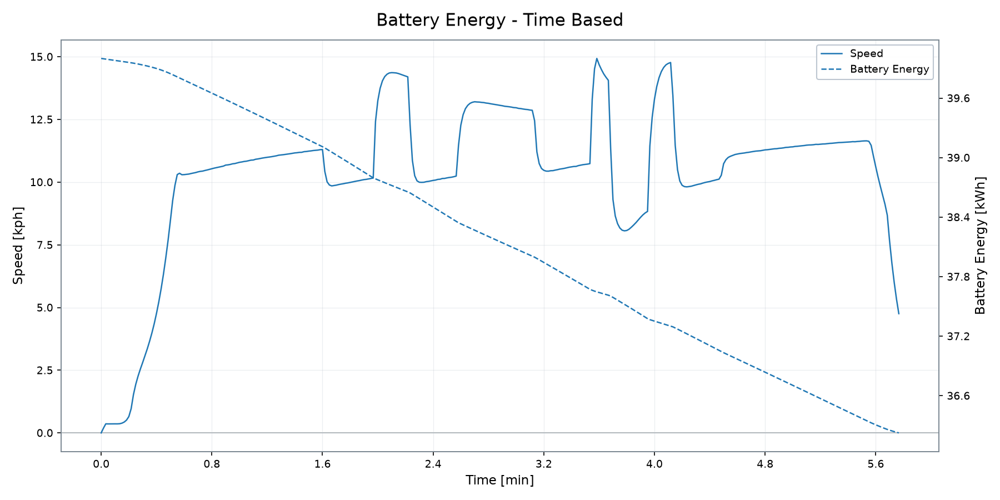 Battery Energy - Time Based
Speed
Battery Energy
15.0
12.5
10.0
7.5
5.0
2.5
0.0
Speed [kph]
39.6
39.0
38.4
37.8
37.2
36.6
Battery Energy [kWh]
0.0 0.8 1.6 2.4 3.2 4.0 4.8 5.6
Time [min]